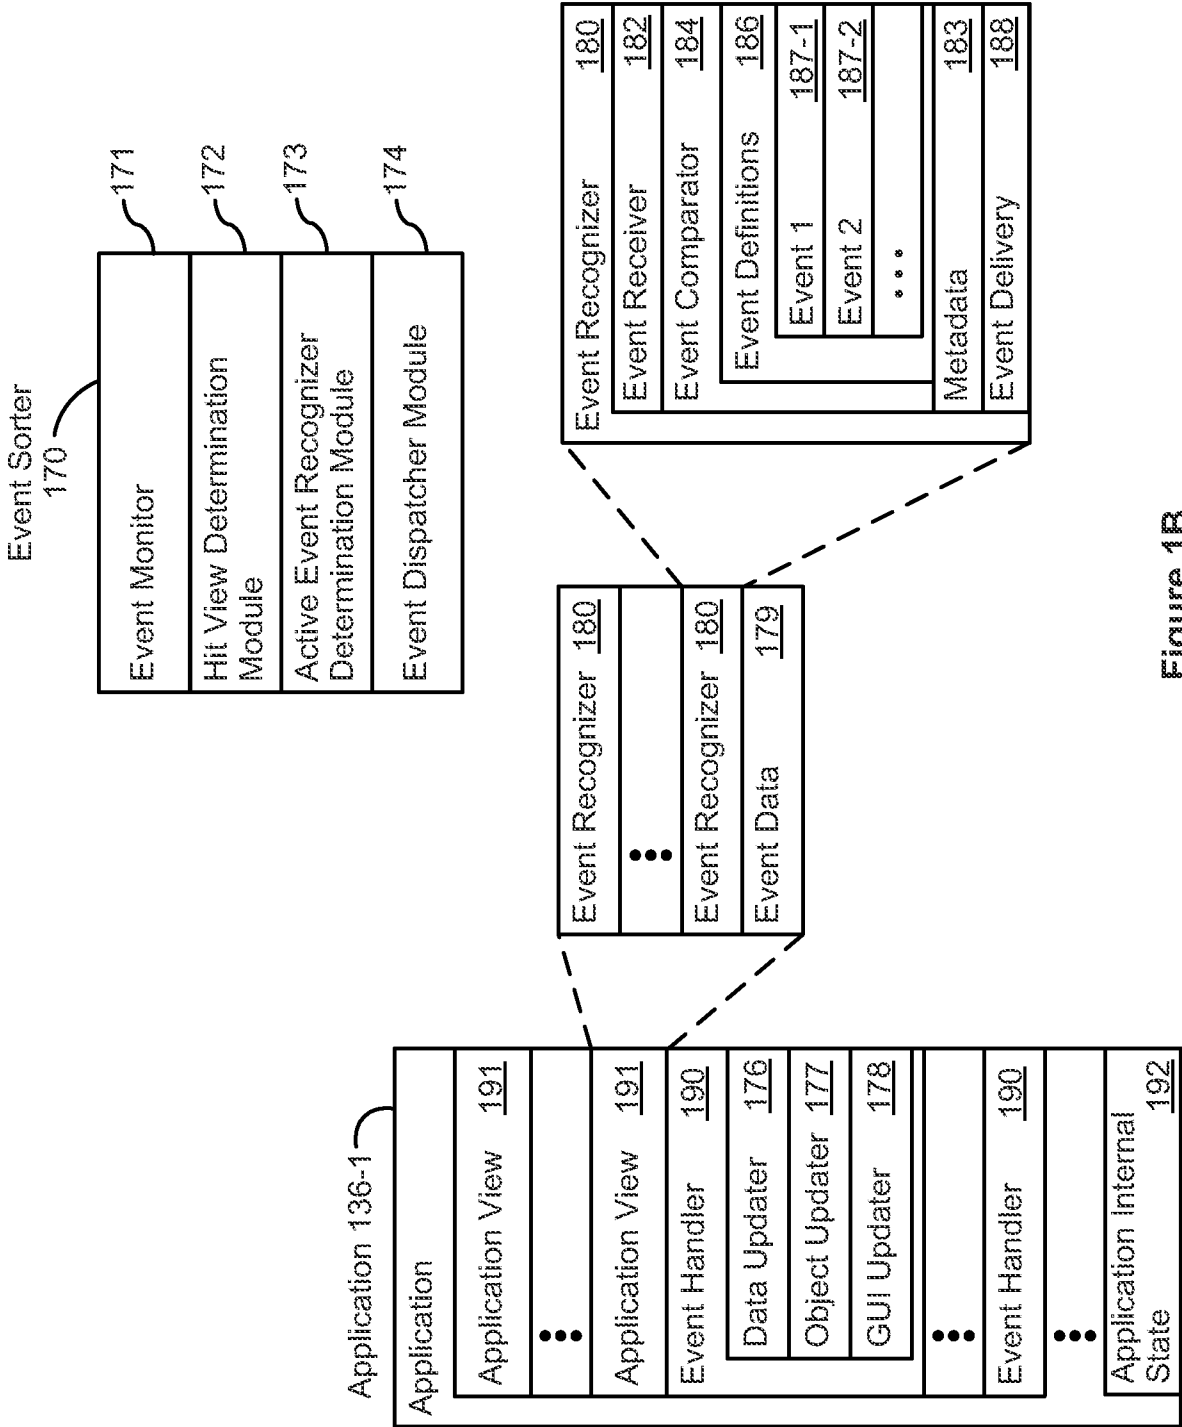 Event Sorter
170
Event Monitor
171
Hit View Determination
Module
172
Active Event Recognizer
Determination Module
173
Event Dispatcher Module
174
Application 136-1
Application
Application View 191
•••
Application View 191
Event Handler 190
Data Updater 176
Object Updater 177
GUI Updater 178
•••
Event Handler 190
•••
Application Internal
State 192
Event Recognizer 180
•••
Event Recognizer 180
Event Data 179
Event Recognizer 180
Event Receiver 182
Event Comparator 184
Event Definitions 186
Event 1 187-1
Event 2 187-2
•••
Metadata 183
Event Delivery 188
Figure 1B